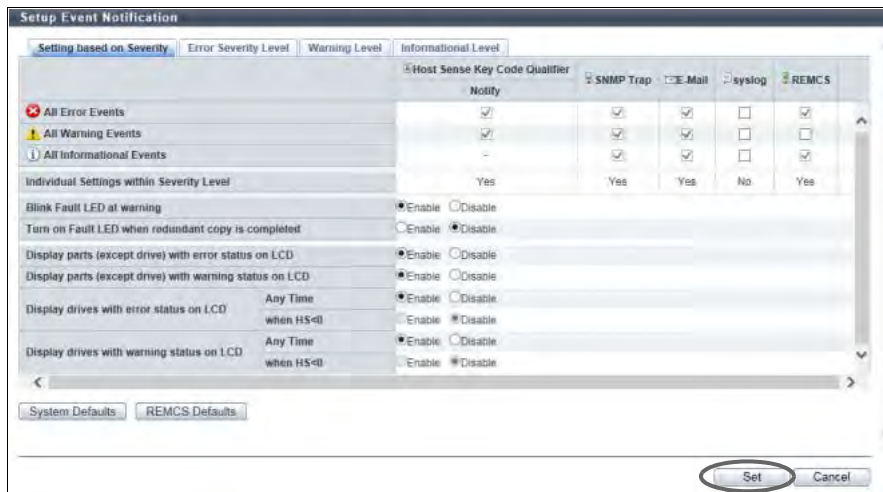 Setup Event Notification
Setting based on Severity Error Severity Level Warning Level Informational Level
Host Sense Key Code Qualifier
Notify SNMP Trap E-Mail syslog REMCS
All Error Events
All Warning Events
All Informational Events -
Individual Settings within Severity Level Yes Yes Yes No Yes
Blink Fault LED at warning Enable Disable
Turn on Fault LED when redundant copy is completed Enable Disable
Display parts (except drive) with error status on LCD Enable Disable
Display parts (except drive) with warning status on LCD Enable Disable
Display drives with error status on LCD Any Time Enable Disable
when HS<0 Enable Disable
Display drives with warning status on LCD Any Time Enable Disable
when HS<0 Enable Disable
System Defaults REMCS Defaults
Set Cancel